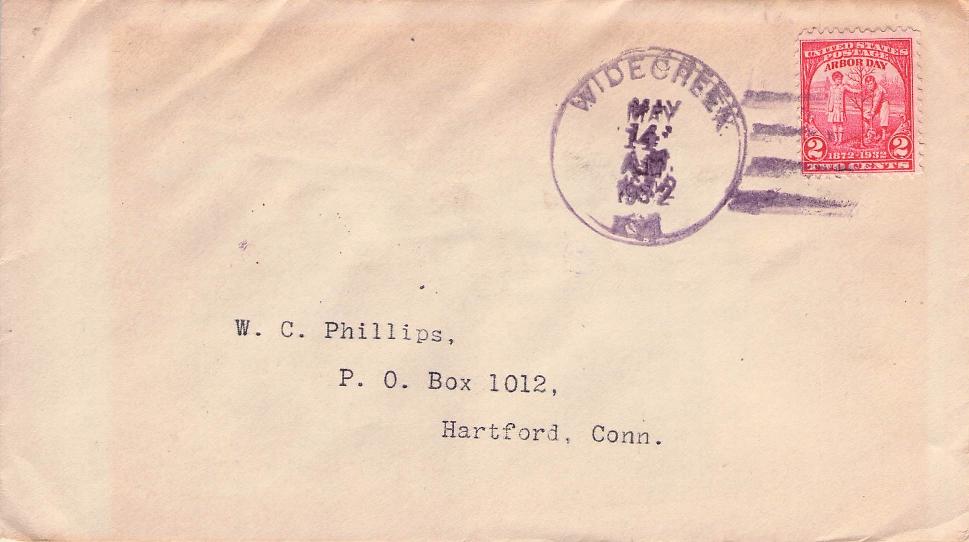 UNITED STATES
POSTAGE
ARBOR DAY
2 1872-1932 2
TWO CENTS
WIDECREEK
MAY
14
A.M.
1932
W. C. Phillips,
P. O. Box 1012,
Hartford, Conn.